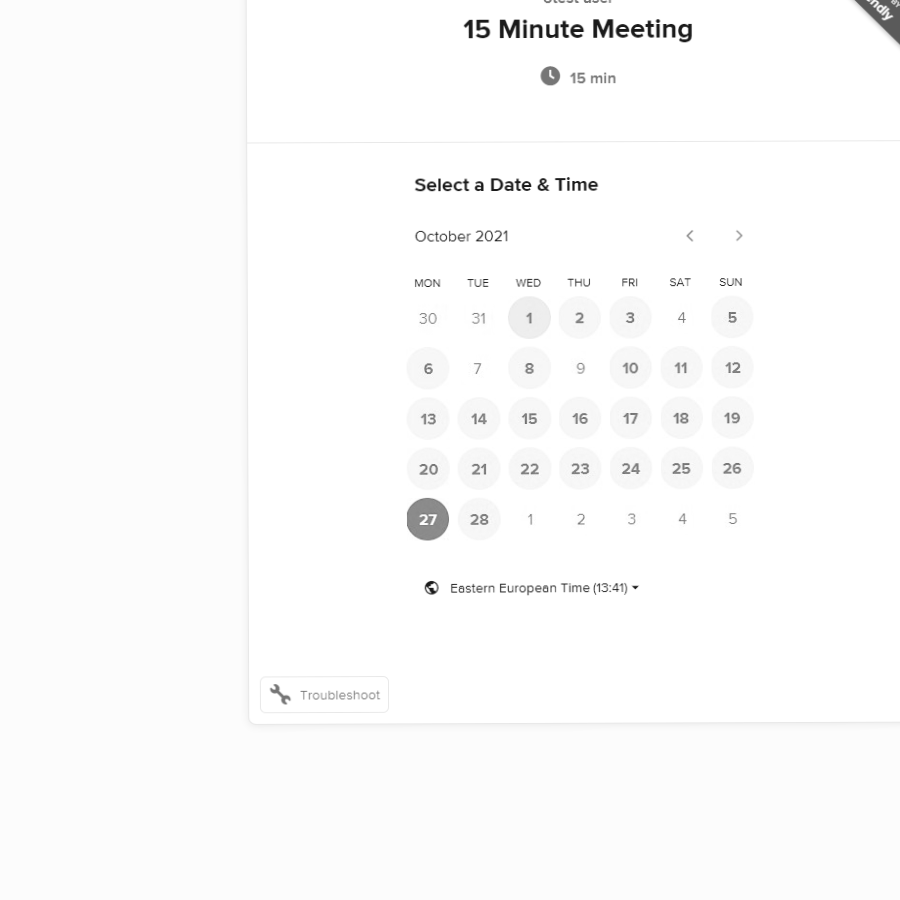 15 Minute Meeting
15 min
Select a Date & Time
October 2021
MON TUE WED THU FRI SAT SUN
30 31 1 2 3 4 5
6 7 8 9 10 11 12
13 14 15 16 17 18 19
20 21 22 23 24 25 26
27 28 1 2 3 4 5
Eastern European Time (13:41)
Troubleshoot